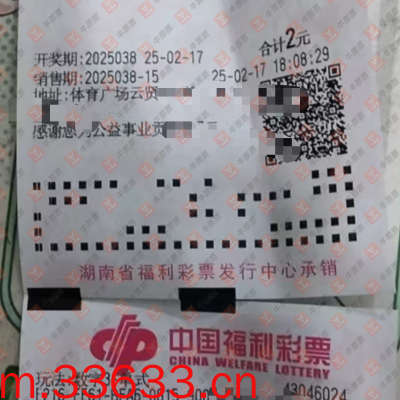 合计2元
开奖期:2025038 25-02-17
销售期:2025038-15 25-02-17 18:08:29
地址:体育广场云贤
感谢您为公益事业贡
湖南省福利彩票发行中心承销
中国福利彩票
CHINA WELFARE LOTTERY
43046024
m.33633.cn